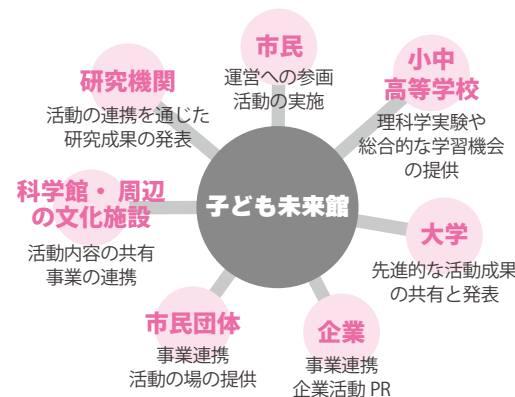 市民
運営への参画
活動の実施
小中
高等学校
理科学実験や
総合的な学習機会
の提供
研究機関
活動の連携を通じた
研究成果の発表
子ども未来館
科学館・周辺
の文化施設
活動内容の共有
事業の連携
大学
先進的な活動成果
の共有と発表
市民団体
事業連携
活動の場の提供
企業
事業連携
企業活動 PR